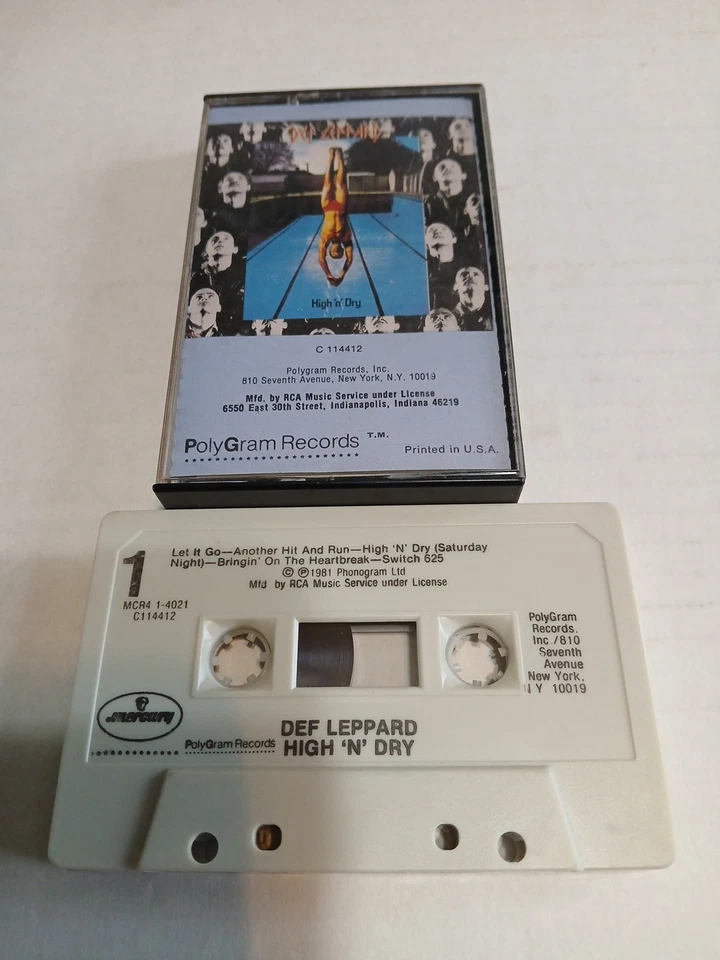 DEF LEPPARD
High 'n' Dry
C 114412
Polygram Records, Inc.
810 Seventh Avenue, New York, N.Y. 10019
Mfd. by RCA Music Service under License
6550 East 30th Street, Indianapolis, Indiana 46219
PolyGram Records T.M.
Printed in U.S.A.
1
Let It Go—Another Hit And Run—High 'N' Dry (Saturday
Night)—Bringin' On The Heartbreak—Switch 625
© ℗1981 Phonogram Ltd
Mfd by RCA Music Service under License
MCR4 1-4021
C114412
PolyGram
Records.
Inc./810
Seventh
Avenue
New York,
Y 10019
mercury
PolyGram Records
DEF LEPPARD
HIGH 'N' DRY